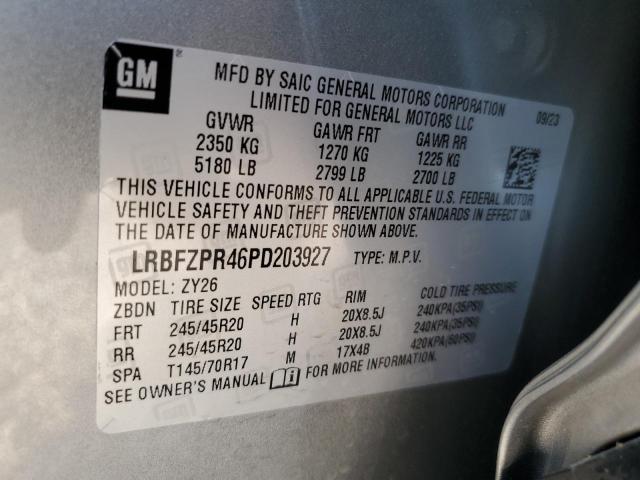 GM
MFD BY SAIC GENERAL MOTORS CORPORATION
LIMITED FOR GENERAL MOTORS LLC
09/23
GVWR GAWR FRT GAWR RR
2350 KG 1270 KG 1225 KG
5180 LB 2799 LB 2700 LB
THIS VEHICLE CONFORMS TO ALL APPLICABLE U.S. FEDERAL MOTOR
VEHICLE SAFETY AND THEFT PREVENTION STANDARDS IN EFFECT ON
THE DATE OF MANUFACTURE SHOWN ABOVE.
LRBFZPR46PD203927 TYPE: M.P.V.
MODEL: ZY26
ZBDN TIRE SIZE SPEED RTG RIM COLD TIRE PRESSURE
FRT 245/45R20 H 20X8.5J 240KPA(35PSI)
RR 245/45R20 H 20X8.5J 240KPA(35PSI)
SPA T145/70R17 M 17X4B 420KPA(60PSI)
SEE OWNER'S MANUAL FOR MORE INFORMATION.